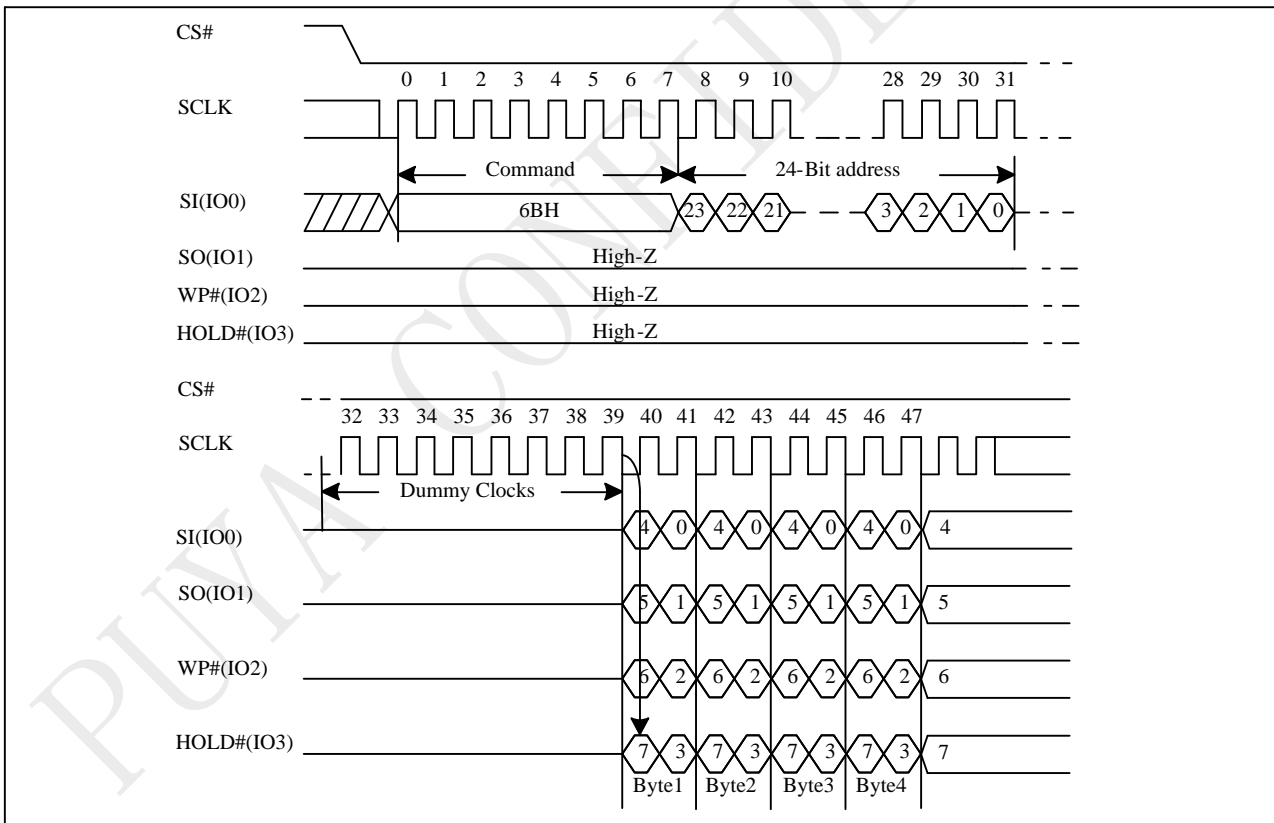 CS#
0 1 2 3 4 5 6 7 8 9 10 28 29 30 31
SCLK
Command 24-Bit address
SI(IO0) 6BH 23 22 21 3 2 1 0
SO(IO1) High-Z
WP#(IO2) High-Z
HOLD#(IO3) High-Z
CS#
32 33 34 35 36 37 38 39 40 41 42 43 44 45 46 47
SCLK
Dummy Clocks
SI(IO0) 4 0 4 0 4 0 4 0 4
SO(IO1) 5 1 5 1 5 1 5 1 5
WP#(IO2) 6 2 6 2 6 2 6 2 6
HOLD#(IO3) 7 3 7 3 7 3 7 3 7
Byte1 Byte2 Byte3 Byte4
PUYA CONFIDE